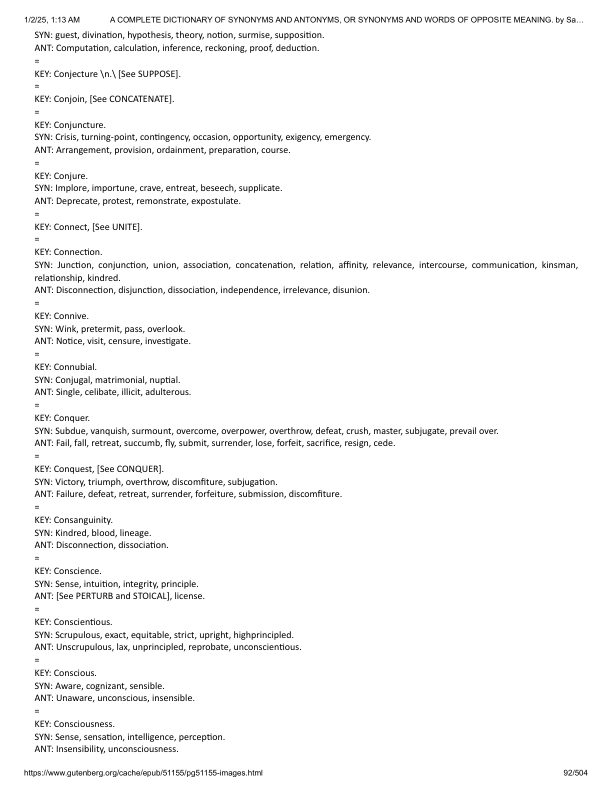 1/2/25, 1:13 AM A COMPLETE DICTIONARY OF SYNONYMS AND ANTONYMS, OR SYNONYMS AND WORDS OF OPPOSITE MEANING. by Sa…
SYN: guest, divination, hypothesis, theory, notion, surmise, supposition.
ANT: Computation, calculation, inference, reckoning, proof, deduction.
=
KEY: Conjecture \n.\ [See SUPPOSE].
=
KEY: Conjoin, [See CONCATENATE].
=
KEY: Conjuncture.
SYN: Crisis, turning-point, contingency, occasion, opportunity, exigency, emergency.
ANT: Arrangement, provision, ordainment, preparation, course.
=
KEY: Conjure.
SYN: Implore, importune, crave, entreat, beseech, supplicate.
ANT: Deprecate, protest, remonstrate, expostulate.
=
KEY: Connect, [See UNITE].
=
KEY: Connection.
SYN: Junction, conjunction, union, association, concatenation, relation, affinity, relevance, intercourse, communication, kinsman,
relationship, kindred.
ANT: Disconnection, disjunction, dissociation, independence, irrelevance, disunion.
=
KEY: Connive.
SYN: Wink, pretermit, pass, overlook.
ANT: Notice, visit, censure, investigate.
=
KEY: Connubial.
SYN: Conjugal, matrimonial, nuptial.
ANT: Single, celibate, illicit, adulterous.
=
KEY: Conquer.
SYN: Subdue, vanquish, surmount, overcome, overpower, overthrow, defeat, crush, master, subjugate, prevail over.
ANT: Fail, fall, retreat, succumb, fly, submit, surrender, lose, forfeit, sacrifice, resign, cede.
=
KEY: Conquest, [See CONQUER].
SYN: Victory, triumph, overthrow, discomfiture, subjugation.
ANT: Failure, defeat, retreat, surrender, forfeiture, submission, discomfiture.
=
KEY: Consanguinity.
SYN: Kindred, blood, lineage.
ANT: Disconnection, dissociation.
=
KEY: Conscience.
SYN: Sense, intuition, integrity, principle.
ANT: [See PERTURB and STOICAL], license.
=
KEY: Conscientious.
SYN: Scrupulous, exact, equitable, strict, upright, highprincipled.
ANT: Unscrupulous, lax, unprincipled, reprobate, unconscientious.
=
KEY: Conscious.
SYN: Aware, cognizant, sensible.
ANT: Unaware, unconscious, insensible.
=
KEY: Consciousness.
SYN: Sense, sensation, intelligence, perception.
ANT: Insensibility, unconsciousness.
https://www.gutenberg.org/cache/epub/51155/pg51155-images.html 92/504